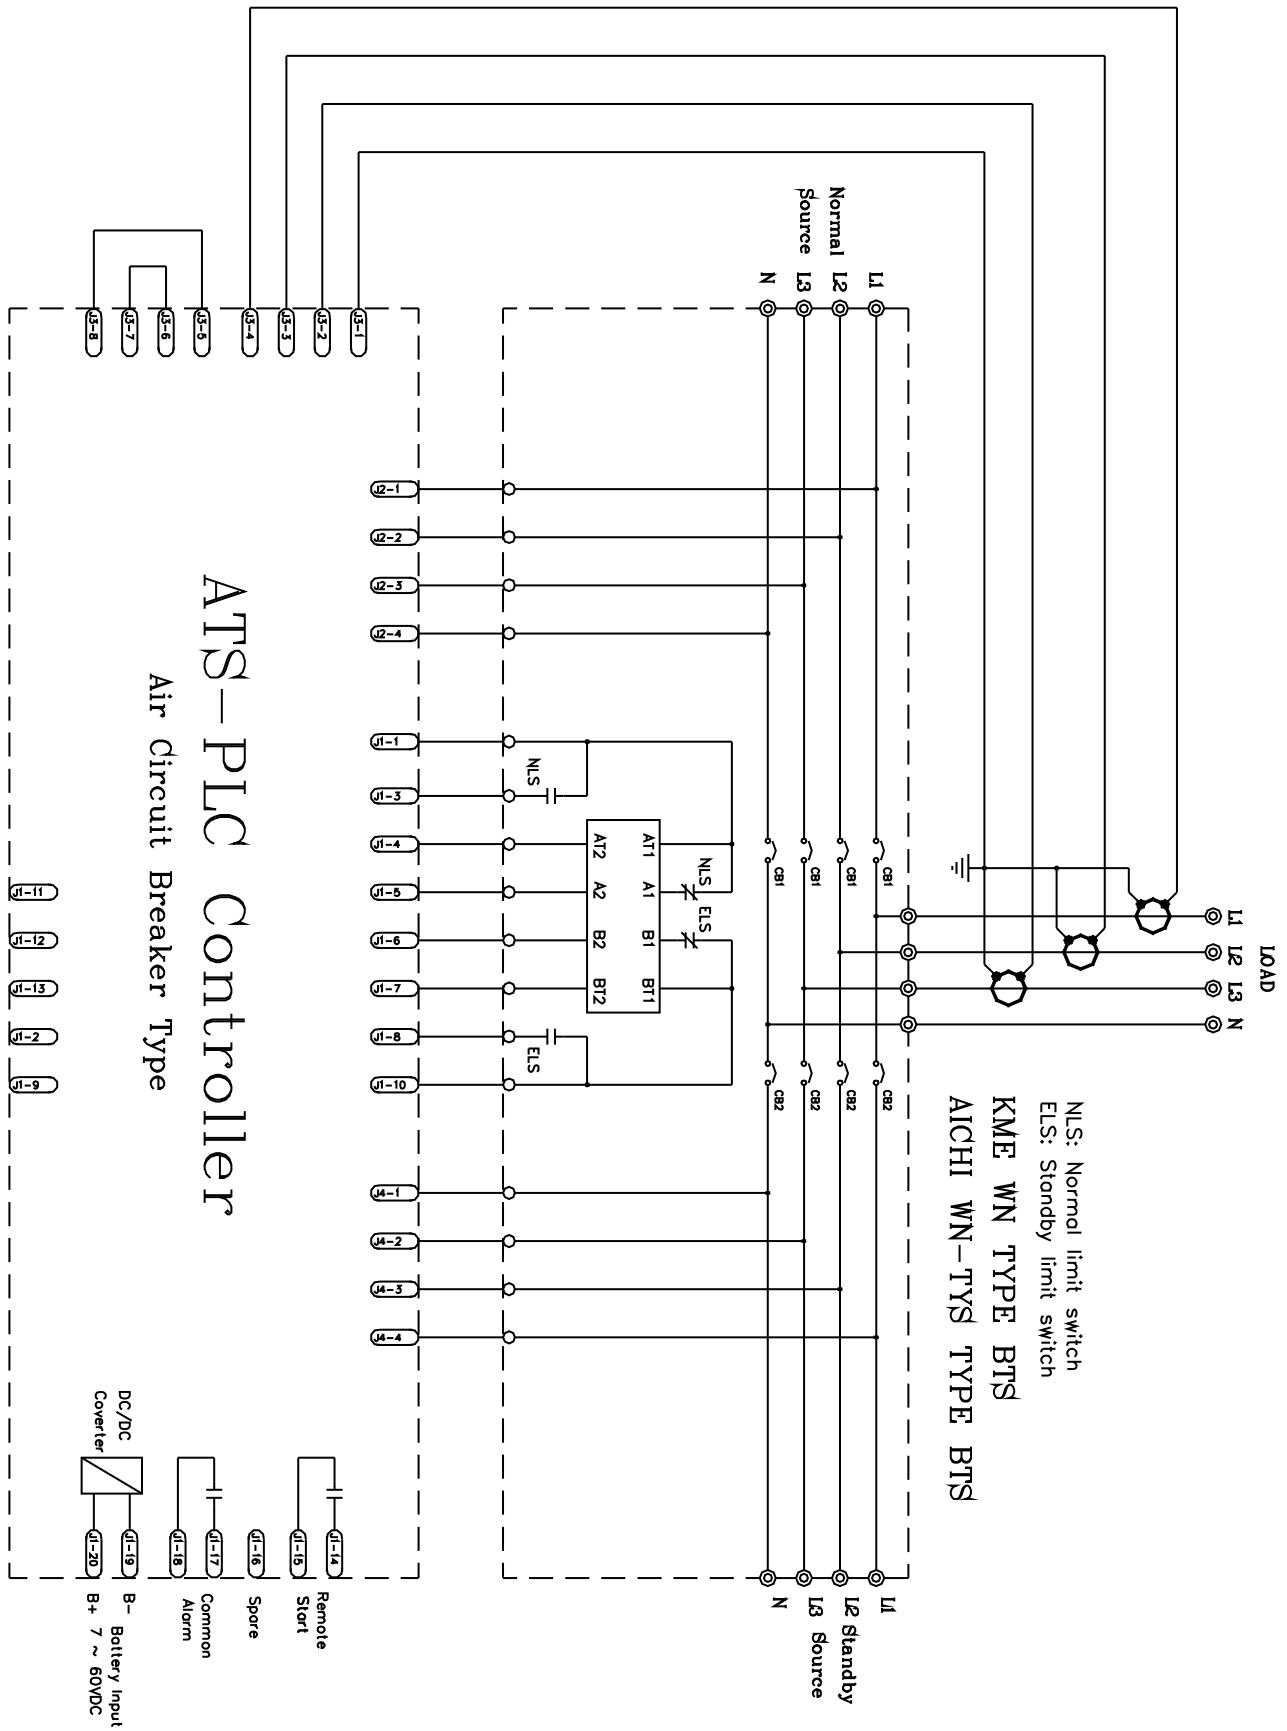 LOAD
L1
L2
L3
N
NLS: Normal limit switch
ELS: Standby limit switch
KME WN TYPE BTS
AICHI WN-TYS TYPE BTS
Normal
Source
L1
L2
L3
N
CB1
CB1
CB1
CB1
CB2
CB2
CB2
CB2
L1
L2
L3
N
Standby
Source
NLS
ELS
AT1
A1
B1
BT1
AT2
A2
B2
BT2
NLS
ELS
J2-1
J2-2
J2-3
J2-4
J1-1
J1-3
J1-4
J1-5
J1-6
J1-7
J1-8
J1-10
J4-1
J4-2
J4-3
J4-4
J3-1
J3-2
J3-3
J3-4
J3-5
J3-6
J3-7
J3-8
ATS-PLC Controller
Air Circuit Breaker Type
J1-14
J1-15
Remote
Start
J1-16
Spare
J1-17
J1-18
Common
Alarm
DC/DC
Coverter
J1-19
J1-20
B- Battery Input
B+ 7 ~ 60VDC
J1-11
J1-12
J1-13
J1-2
J1-9